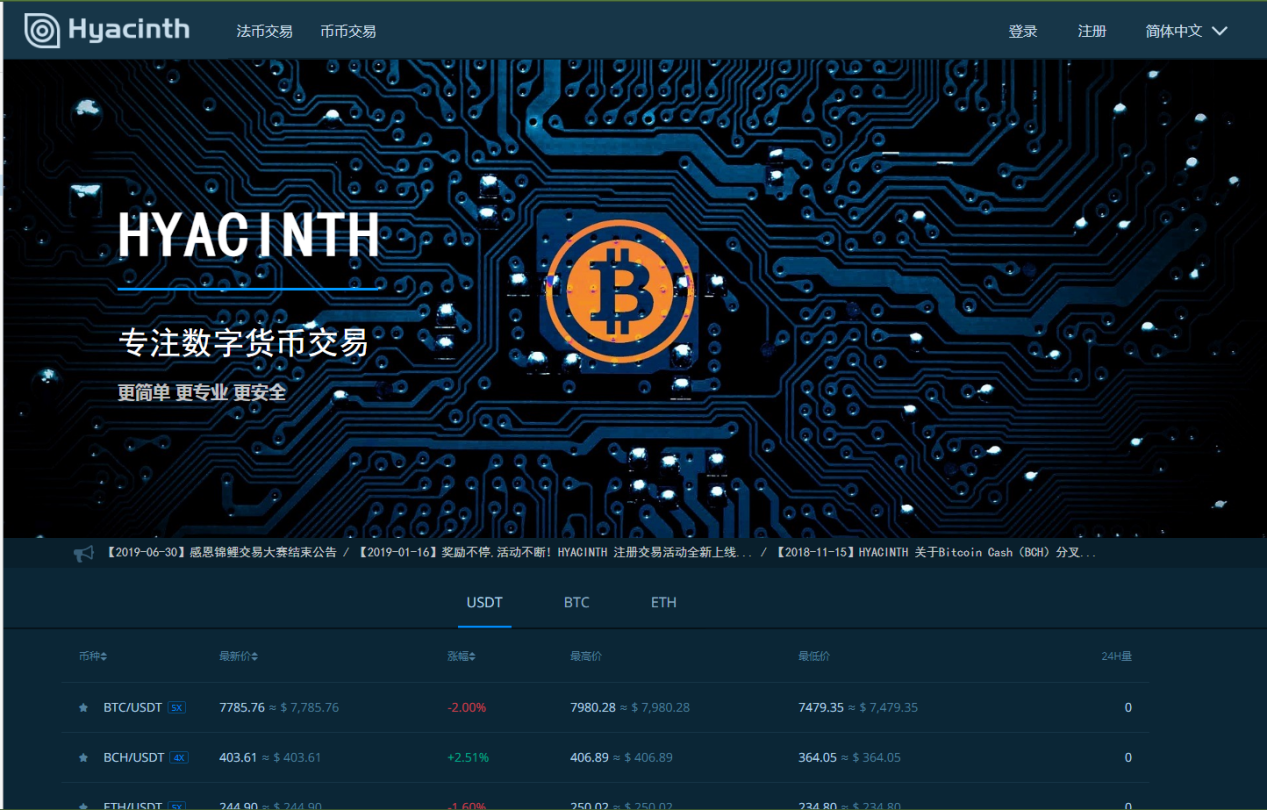 Hyacinth 法币交易 币币交易 登录 注册 简体中文
HYACINTH
专注数字货币交易
更简单 更专业 更安全
【2019-06-30】感恩锦鲤交易大赛结束公告 / 【2019-01-16】奖励不停,活动不断! HYACINTH 注册交易活动全新上线... / 【2018-11-15】HYACINTH 关于Bitcoin Cash（BCH）分叉...
USDT BTC ETH
币种 最新价 涨幅 最高价 最低价 24H量
BTC/USDT 5X 7785.76 ≈ $ 7,785.76 -2.00% 7980.28 ≈ $ 7,980.28 7479.35 ≈ $ 7,479.35 0
BCH/USDT 4X 403.61 ≈ $ 403.61 +2.51% 406.89 ≈ $ 406.89 364.05 ≈ $ 364.05 0
ETH/USDT 5X 244.90 ≈ $ 244.90 -1.60% 250.02 ≈ $ 250.02 234.80 ≈ $ 234.80 0